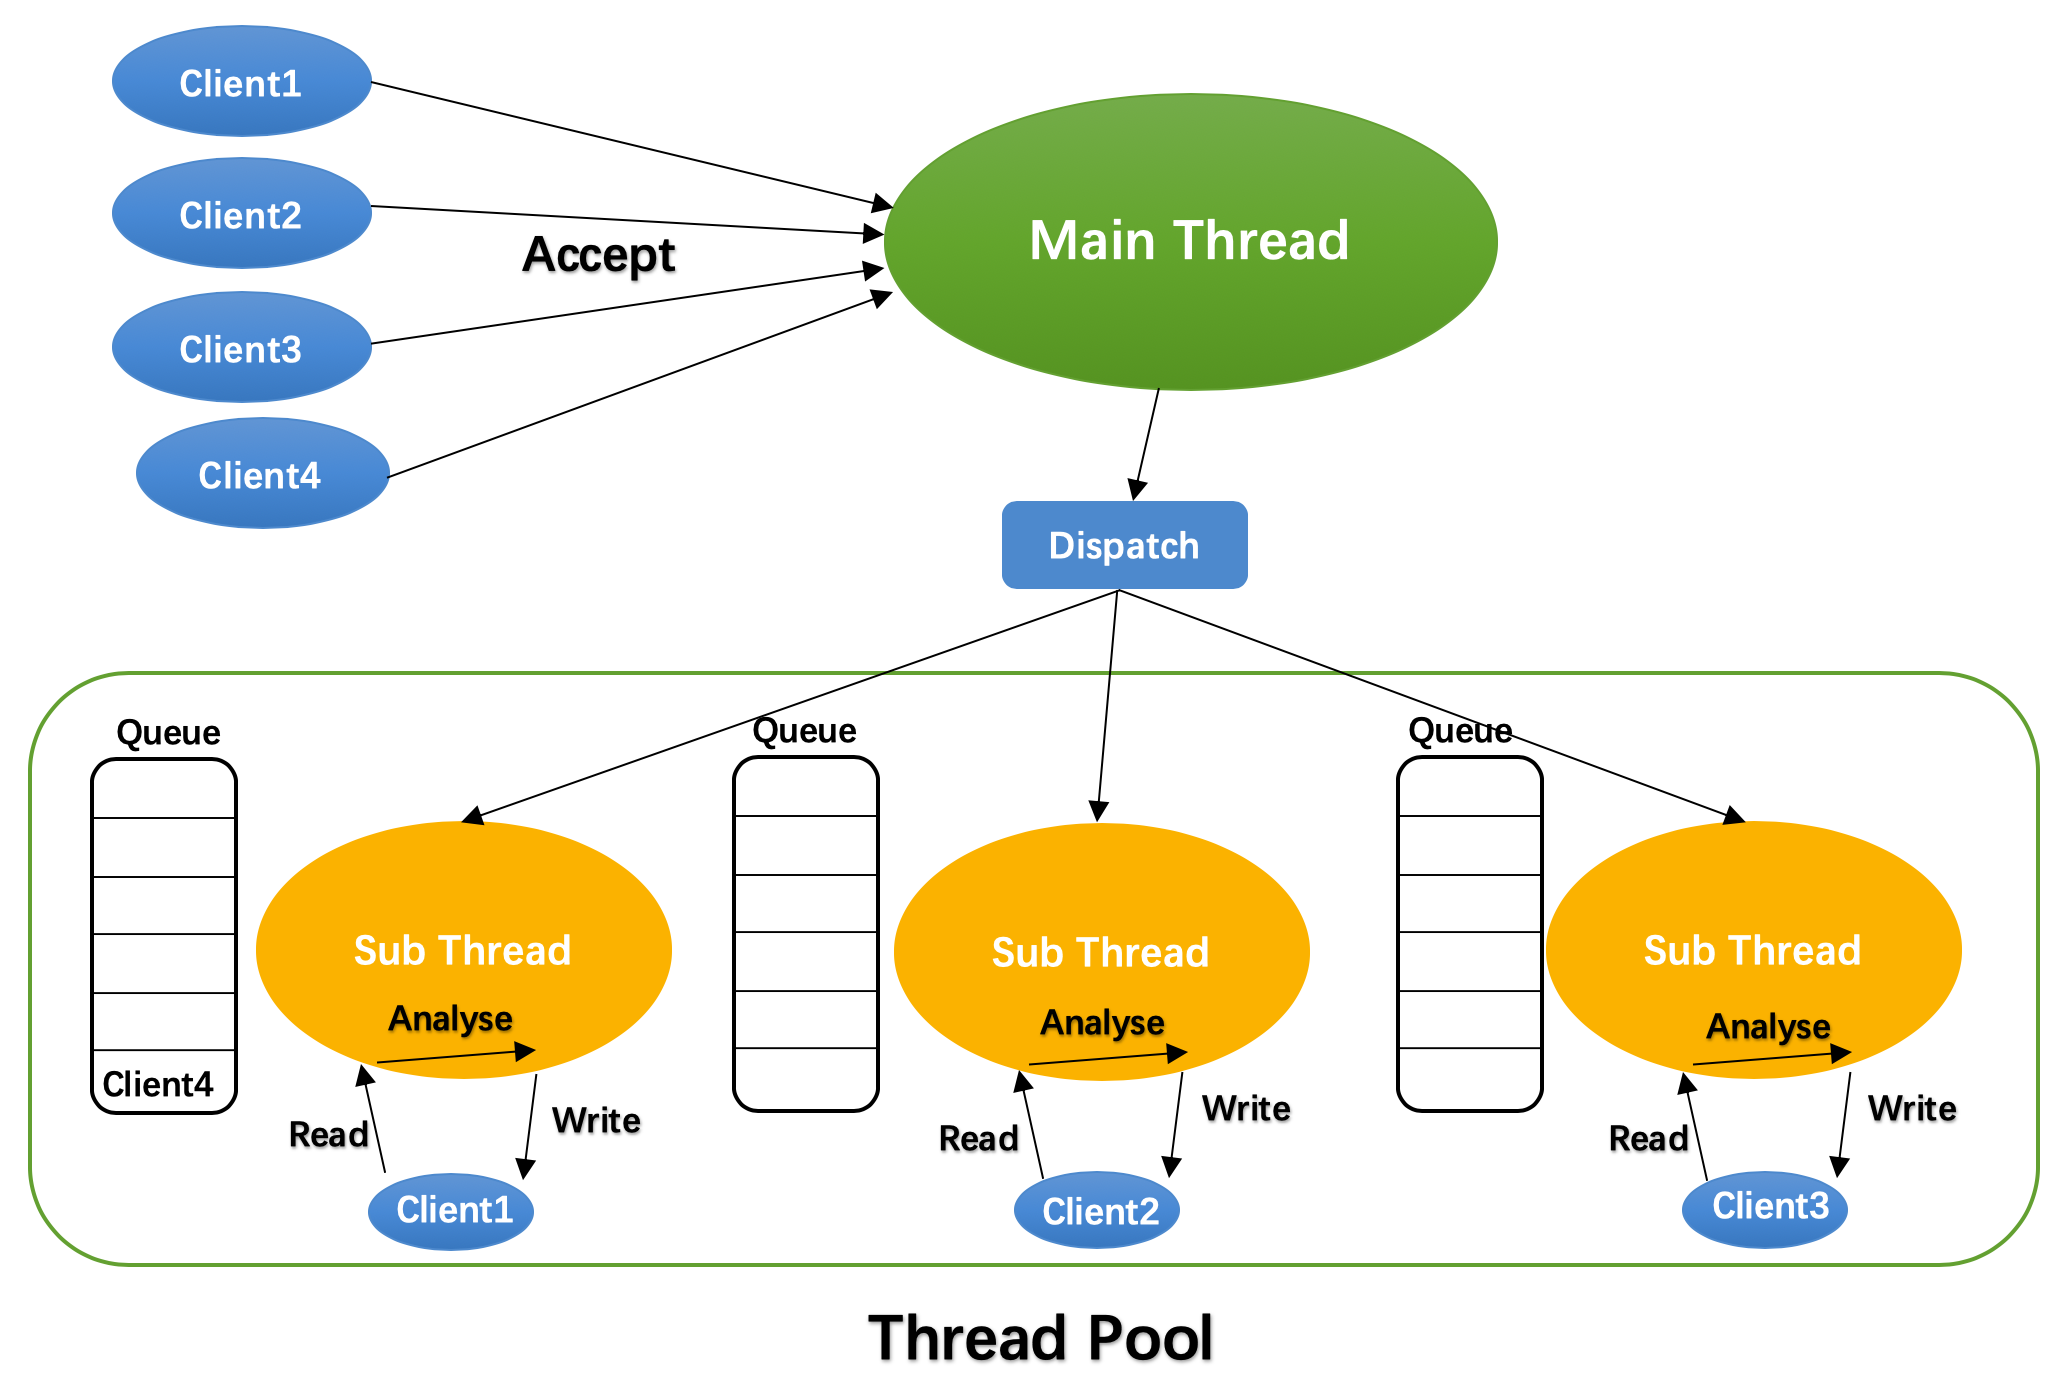 Client1
Client2
Client3
Client4
Accept
Main Thread
Dispatch
Queue
Client4
Sub Thread
Analyse
Read
Write
Client1
Queue
Sub Thread
Analyse
Read
Write
Client2
Queue
Sub Thread
Analyse
Read
Write
Client3
Thread Pool